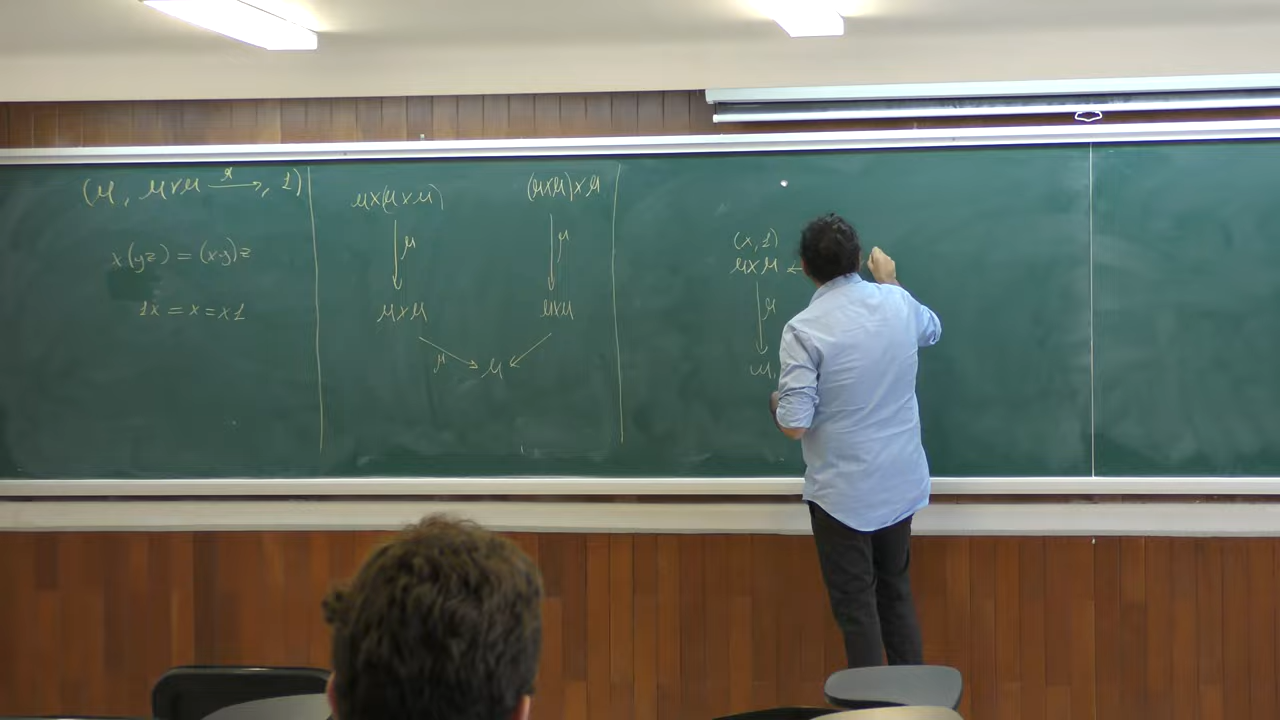 (M, M×M →μ, 1)
x(yz) = (xy)z
1x = x = x1
M×(M×M)
↓ μ
M×M
μ ↘
(M×M)×M
↓ μ
M×M
↙
M
(x, 1)
M×M ←
↓ μ
M